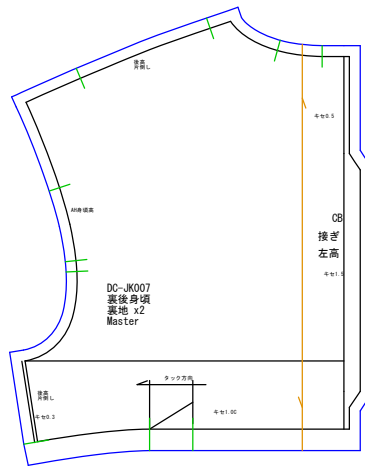 後高
片倒し
キセ0.5
AH身頃高
CB
接ぎ
左高
キセ1.5
DC-JK007
裏後身頃
裏地 x2
Master
タック方向
後高
片倒し
キセ0.3
キセ1.0C